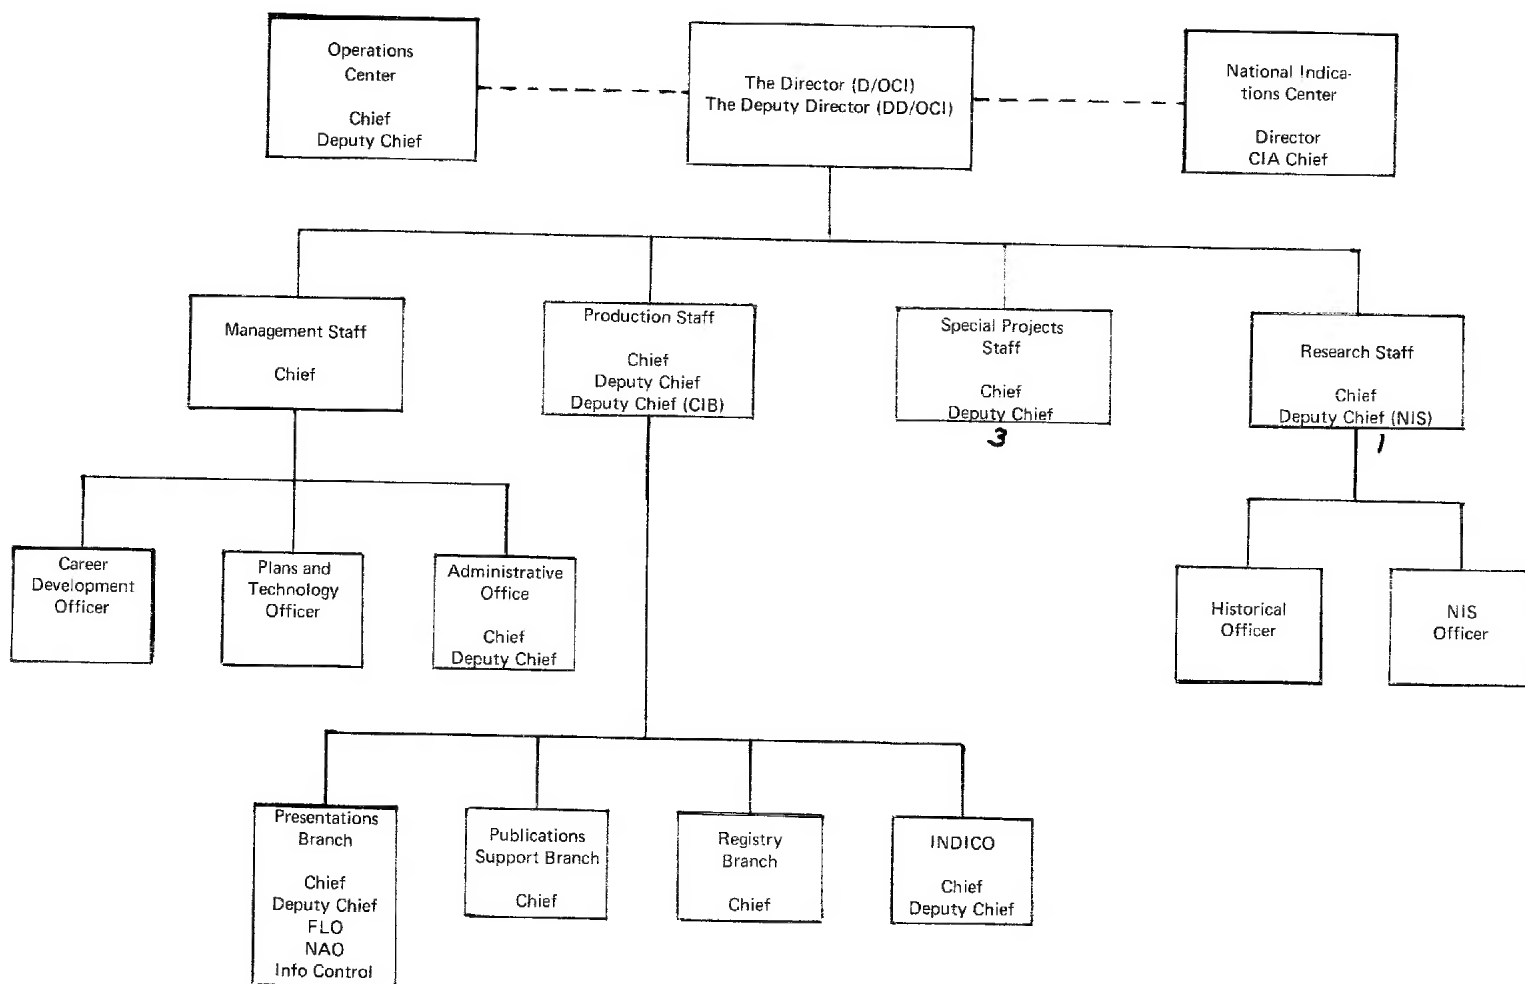 Operations
Center
Chief
Deputy Chief
The Director (D/OCI)
The Deputy Director (DD/OCI)
National Indica-
tions Center
Director
CIA Chief
Management Staff
Chief
Production Staff
Chief
Deputy Chief
Deputy Chief (CIB)
Special Projects
Staff
Chief
Deputy Chief
3
Research Staff
Chief
Deputy Chief (NIS)
1
Career
Development
Officer
Plans and
Technology
Officer
Administrative
Office
Chief
Deputy Chief
Historical
Officer
NIS
Officer
Presentations
Branch
Chief
Deputy Chief
FLO
NAO
Info Control
Publications
Support Branch
Chief
Registry
Branch
Chief
INDICO
Chief
Deputy Chief